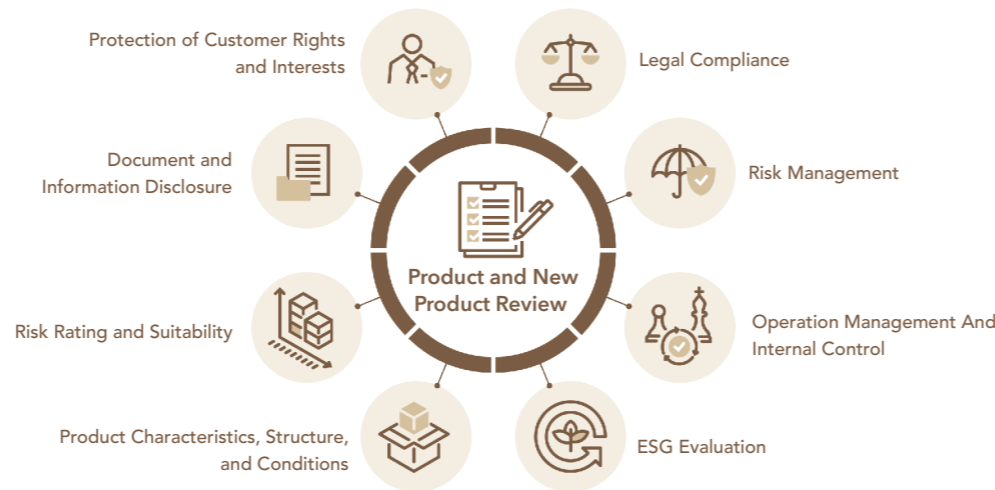 Protection of Customer Rights
and Interests
Legal Compliance
Document and
Information Disclosure
Risk Management
Product and New
Product Review
Risk Rating and Suitability
Operation Management And
Internal Control
Product Characteristics, Structure,
and Conditions
ESG Evaluation